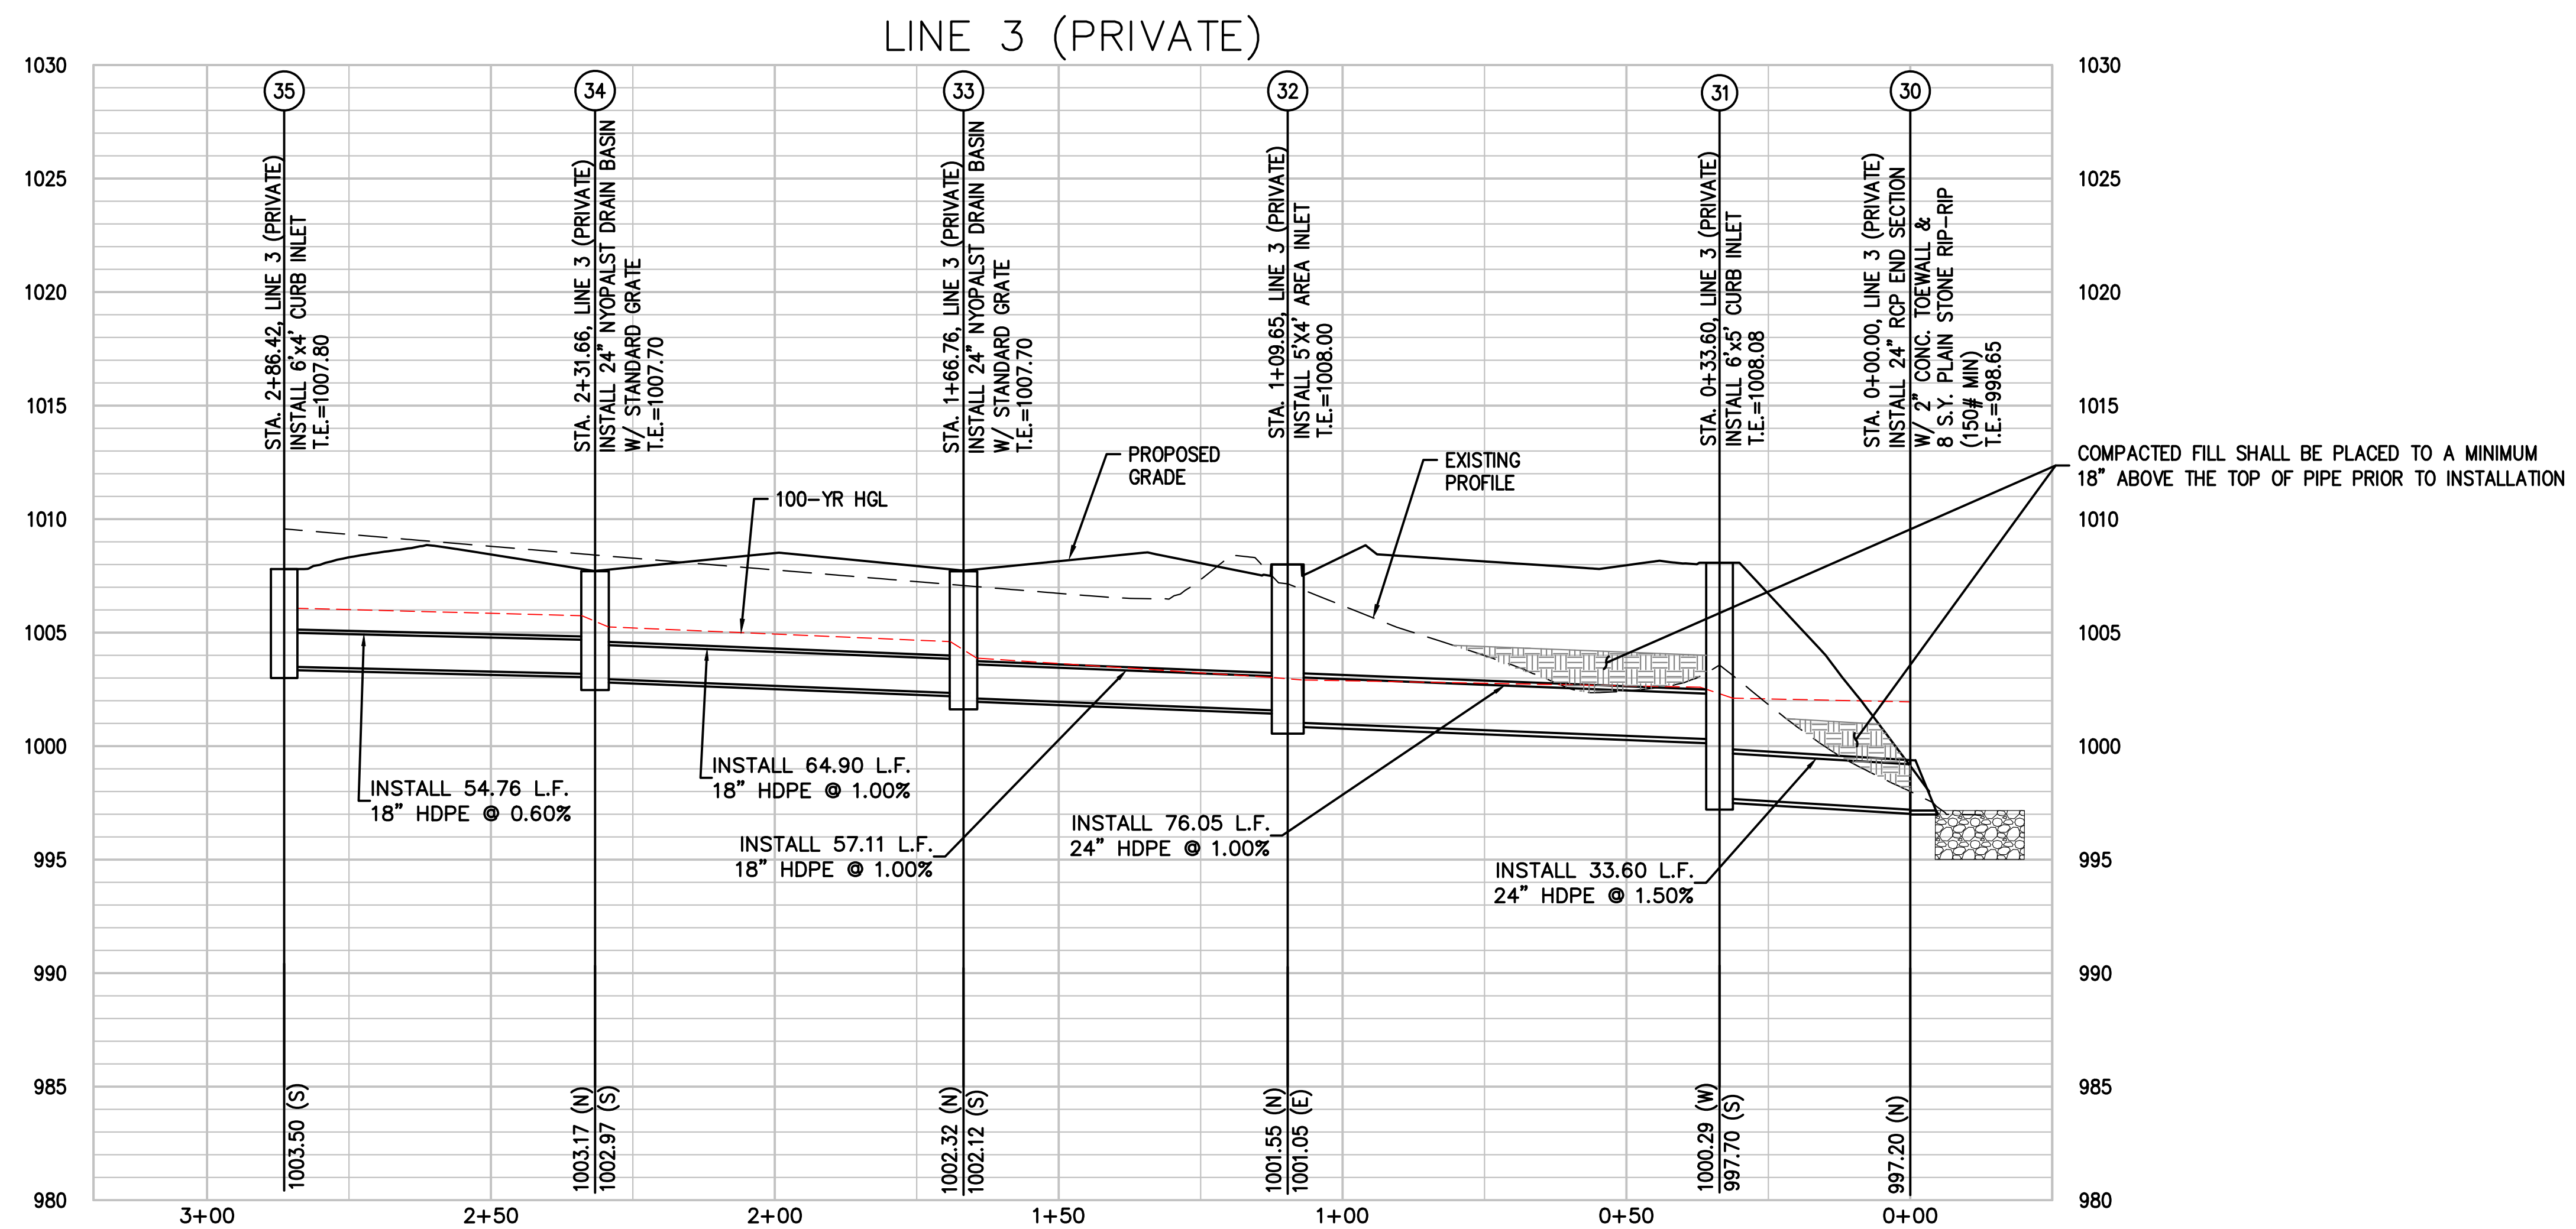 LINE 3 (PRIVATE)
1030
1025
1020
1015
1010
1005
1000
995
990
985
980
35
STA. 2+86.42, LINE 3 (PRIVATE)
INSTALL 6'x4' CURB INLET
T.E.=1007.80
34
STA. 2+31.66, LINE 3 (PRIVATE)
INSTALL 24" NYOPALST DRAIN BASIN
W/ STANDARD GRATE
T.E.=1007.70
33
STA. 1+66.76, LINE 3 (PRIVATE)
INSTALL 24" NYOPALST DRAIN BASIN
W/ STANDARD GRATE
T.E.=1007.70
32
STA. 1+09.65, LINE 3 (PRIVATE)
INSTALL 5'X4' AREA INLET
T.E.=1008.00
31
STA. 0+33.60, LINE 3 (PRIVATE)
INSTALL 6'x5' CURB INLET
T.E.=1008.08
30
STA. 0+00.00, LINE 3 (PRIVATE)
INSTALL 24" RCP END SECTION
W/ 2" CONC. TOEWALL &
8 S.Y. PLAIN STONE RIP-RIP
(150# MIN)
T.E.=998.65
100-YR HGL
PROPOSED
GRADE
EXISTING
PROFILE
COMPACTED FILL SHALL BE PLACED TO A MINIMUM
18" ABOVE THE TOP OF PIPE PRIOR TO INSTALLATION
INSTALL 54.76 L.F.
18" HDPE @ 0.60%
INSTALL 64.90 L.F.
18" HDPE @ 1.00%
INSTALL 57.11 L.F.
18" HDPE @ 1.00%
INSTALL 76.05 L.F.
24" HDPE @ 1.00%
INSTALL 33.60 L.F.
24" HDPE @ 1.50%
1003.50 (S)
1003.17 (N)
1002.97 (S)
1002.32 (N)
1002.12 (S)
1001.55 (N)
1001.05 (E)
1000.29 (W)
997.70 (S)
997.20 (N)
1030
1025
1020
1015
1010
1005
1000
995
990
985
980
3+00
2+50
2+00
1+50
1+00
0+50
0+00